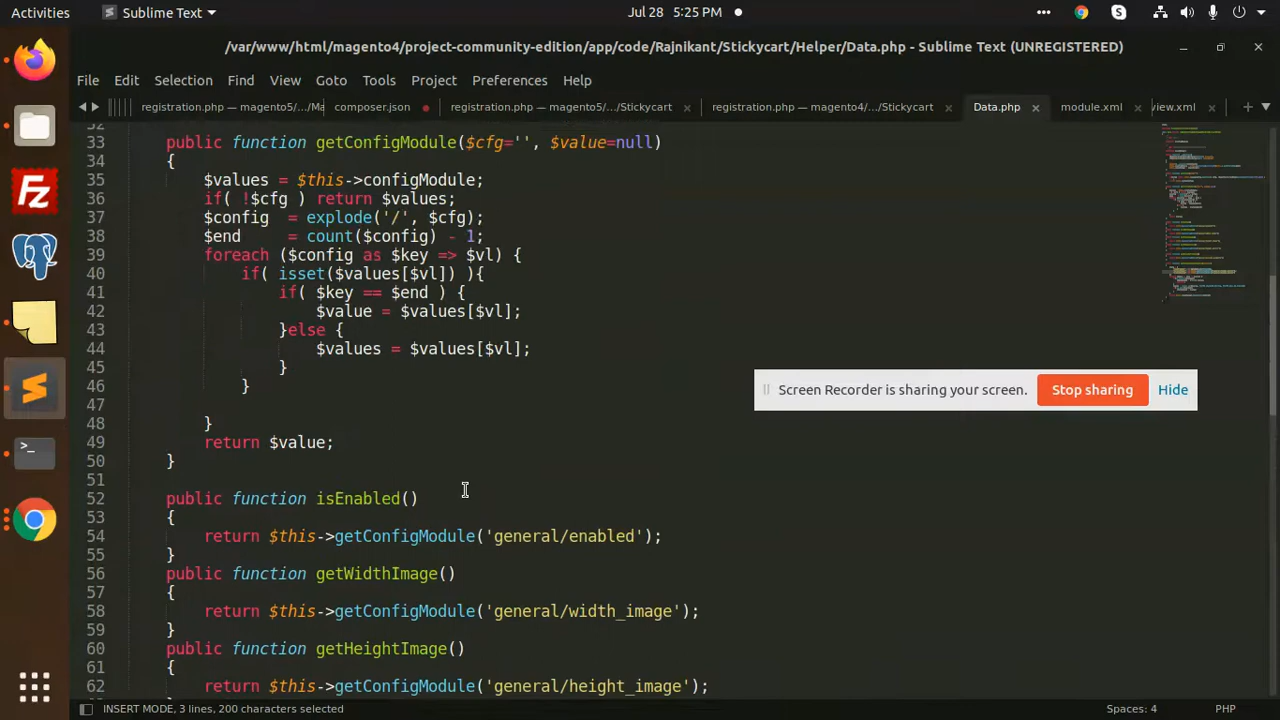 Activities Sublime Text Jul 28 5:25 PM
/var/www/html/magento4/project-community-edition/app/code/Rajnikant/Stickycart/Helper/Data.php - Sublime Text (UNREGISTERED)
File Edit Selection Find View Goto Tools Project Preferences Help
registration.php — magento5/.../Ma composer.json registration.php — magento5/.../Stickycart registration.php — magento4/.../Stickycart Data.php module.xml view.xml
32
33 public function getConfigModule($cfg='', $value=null)
34 {
35 $values = $this->configModule;
36 if( !$cfg ) return $values;
37 $config  = explode('/', $cfg);
38 $end     = count($config) - 1;
39 foreach ($config as $key => $vl) {
40 if( isset($values[$vl]) ){
41 if( $key == $end ) {
42 $value = $values[$vl];
43 }else {
44 $values = $values[$vl];
45 }
46 }
47
48 }
49 return $value;
50 }
51
52 public function isEnabled()
53 {
54 return $this->getConfigModule('general/enabled');
55 }
56 public function getWidthImage()
57 {
58 return $this->getConfigModule('general/width_image');
59 }
60 public function getHeightImage()
61 {
62 return $this->getConfigModule('general/height_image');
Screen Recorder is sharing your screen. Stop sharing Hide
INSERT MODE, 3 lines, 200 characters selected Spaces: 4 PHP